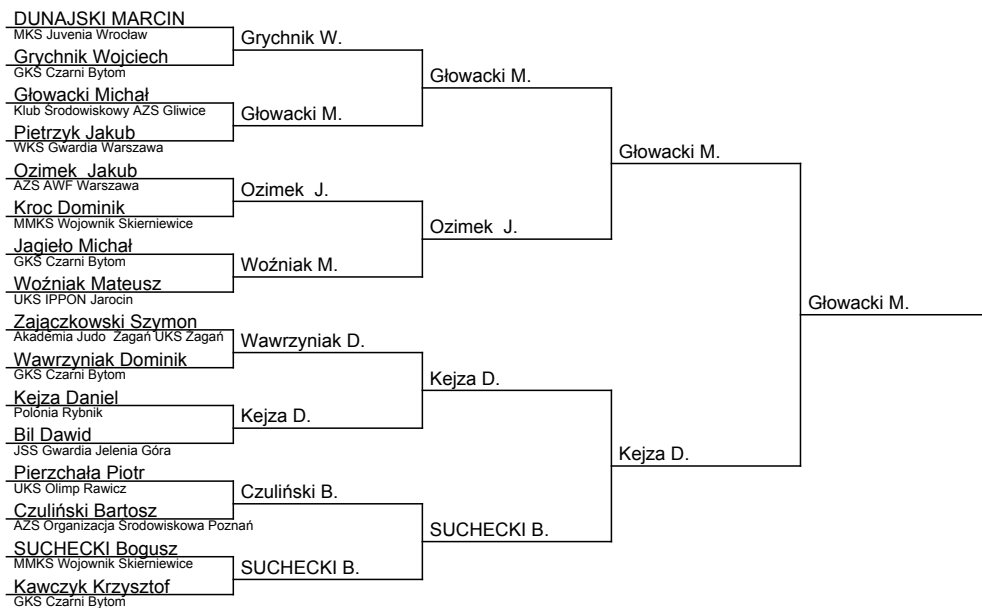 DUNAJSKI MARCIN
MKS Juvenia Wrocław
Grychnik Wojciech
GKS Czarni Bytom
Głowacki Michał
Klub Środowiskowy AZS Gliwice
Pietrzyk Jakub
WKS Gwardia Warszawa
Ozimek Jakub
AZS AWF Warszawa
Kroc Dominik
MMKS Wojownik Skierniewice
Jagieło Michał
GKS Czarni Bytom
Woźniak Mateusz
UKS IPPON Jarocin
Zajączkowski Szymon
Akademia Judo Żagań UKS Żagań
Wawrzyniak Dominik
GKS Czarni Bytom
Kejza Daniel
Polonia Rybnik
Bil Dawid
JSS Gwardia Jelenia Góra
Pierzchała Piotr
UKS Olimp Rawicz
Czuliński Bartosz
AZS Organizacja Środowiskowa Poznań
SUCHECKI Bogusz
MMKS Wojownik Skierniewice
Kawczyk Krzysztof
GKS Czarni Bytom
Grychnik W.
Głowacki M.
Ozimek J.
Woźniak M.
Wawrzyniak D.
Kejza D.
Czuliński B.
SUCHECKI B.
Głowacki M.
Ozimek J.
Kejza D.
SUCHECKI B.
Głowacki M.
Kejza D.
Głowacki M.